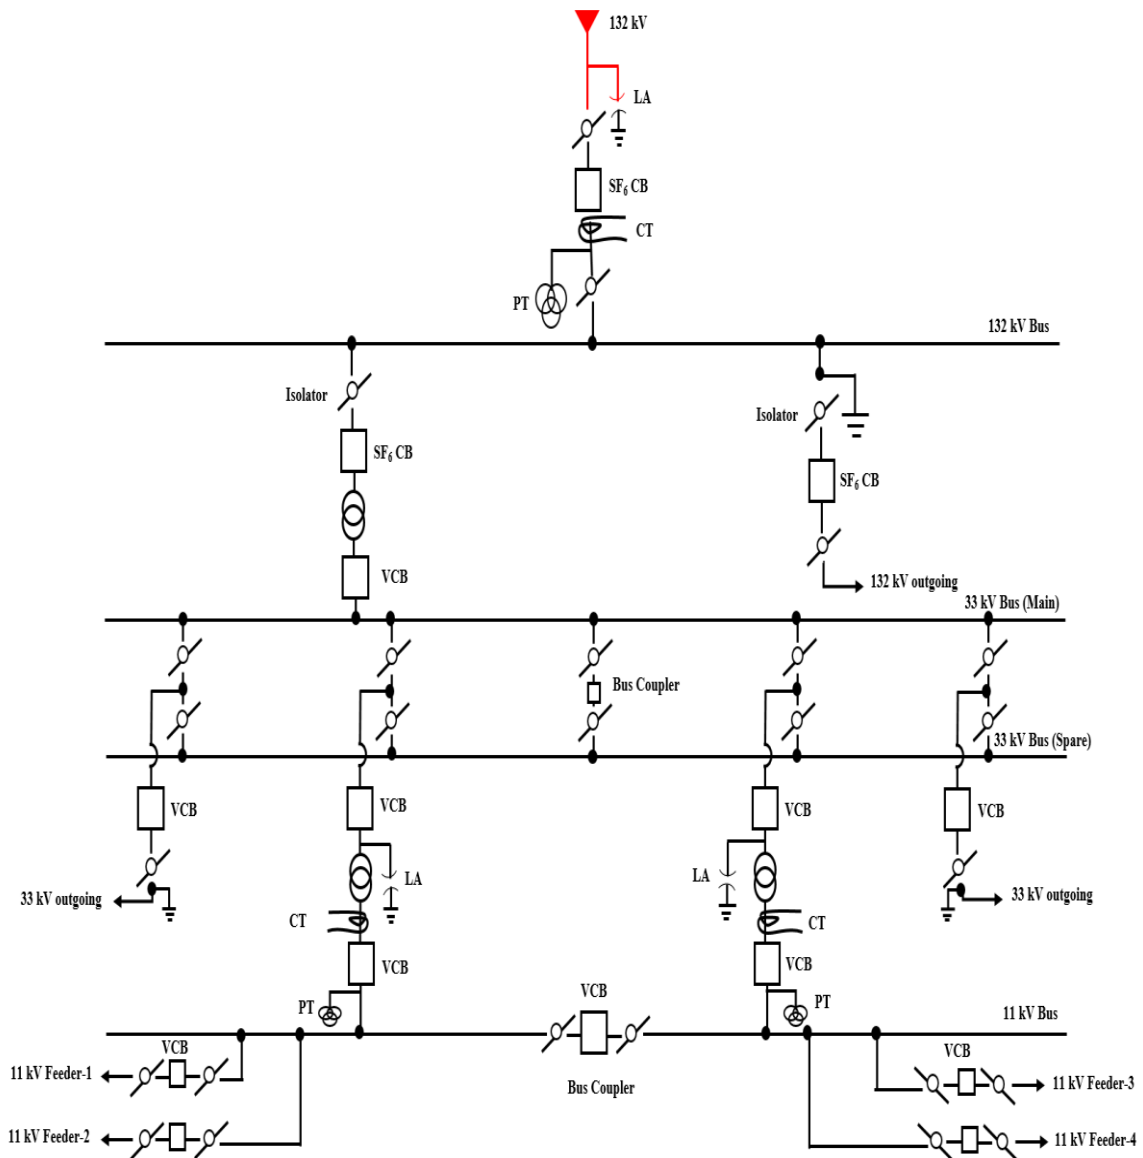 132 kV
LA
SF₆ CB
CT
PT
132 kV Bus
Isolator
Isolator
SF₆ CB
SF₆ CB
VCB
132 kV outgoing
33 kV Bus (Main)
Bus Coupler
33 kV Bus (Spare)
VCB
VCB
VCB
VCB
LA
LA
33 kV outgoing
33 kV outgoing
CT
CT
VCB
VCB
VCB
PT
PT
11 kV Bus
VCB
VCB
11 kV Feeder-1
11 kV Feeder-3
Bus Coupler
11 kV Feeder-2
11 kV Feeder-4